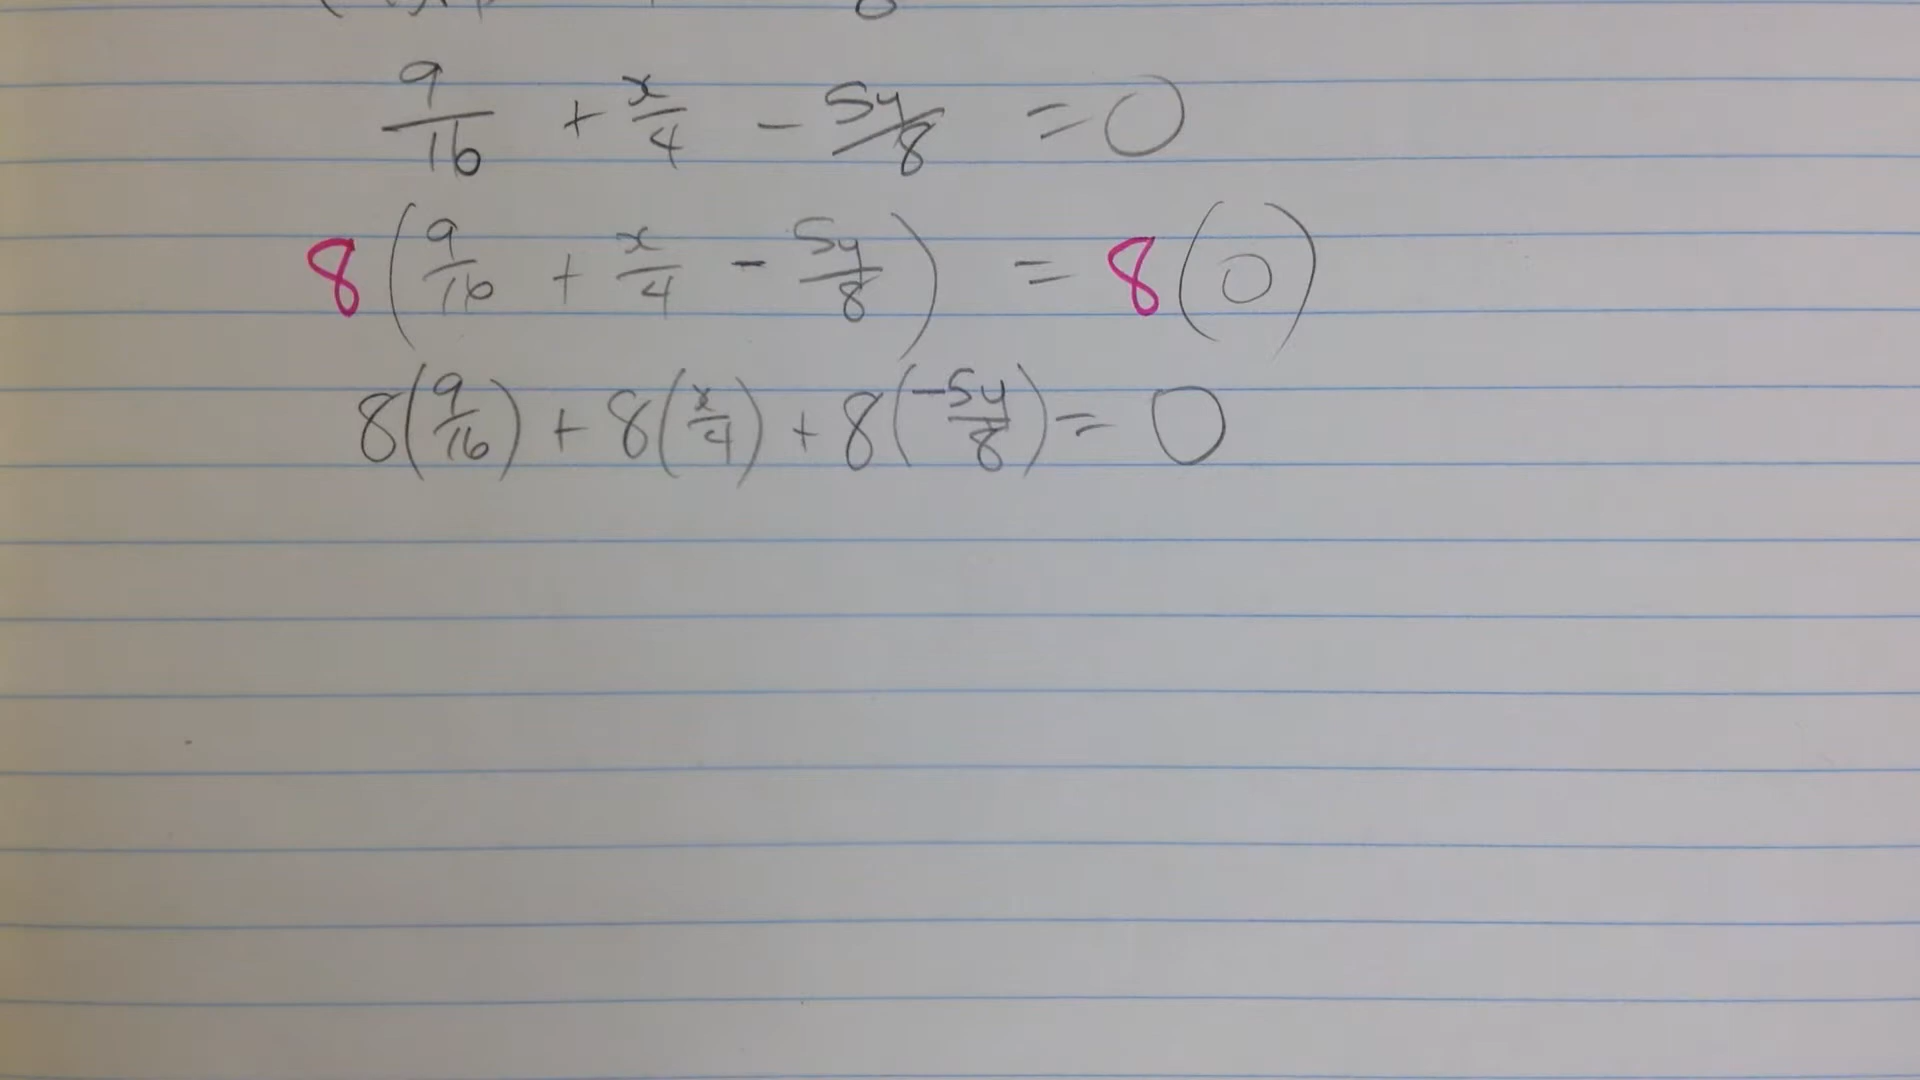 9/16 + x/4 - 5y/8 = 0
8(9/16 + x/4 - 5y/8) = 8(0)
8(9/16) + 8(x/4) + 8(-5y/8) = 0